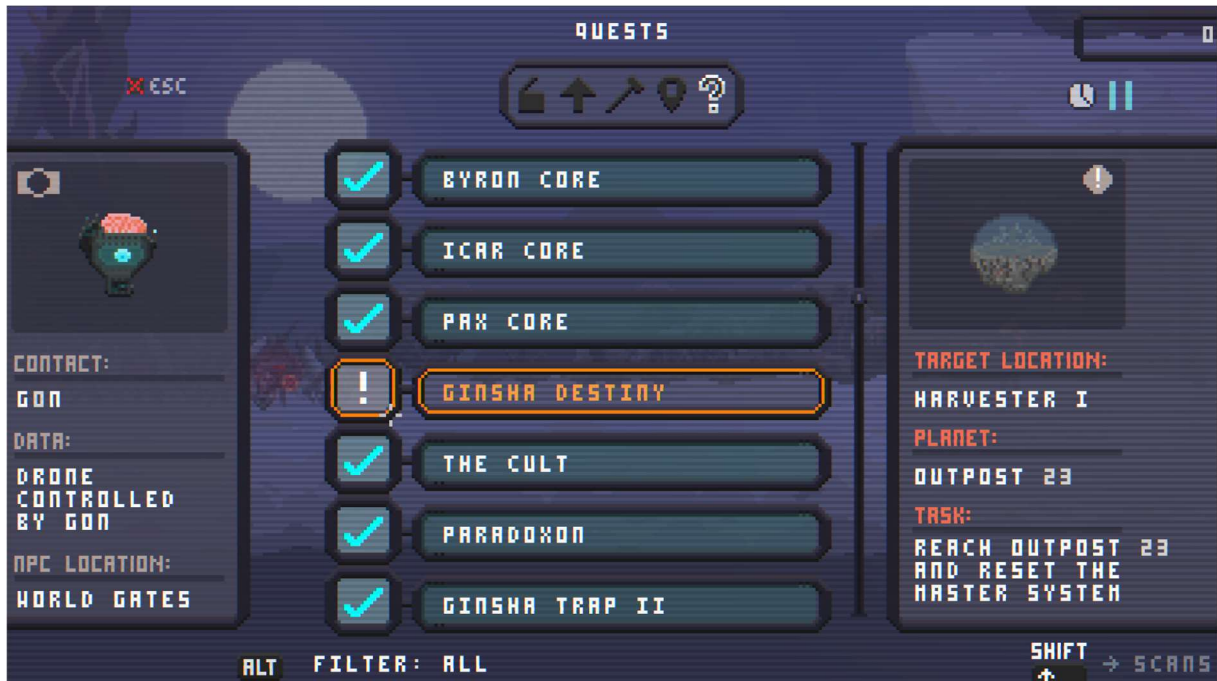 QUESTS
0
ESC
BYRON CORE
ICAR CORE
PAX CORE
GINSHA DESTINY
THE CULT
PARADOXON
GINSHA TRAP II
CONTACT:
GON
DATA:
DRONE
CONTROLLED
BY GON
NPC LOCATION:
WORLD GATES
TARGET LOCATION:
HARVESTER I
PLANET:
OUTPOST 23
TASK:
REACH OUTPOST 23
AND RESET THE
MASTER SYSTEM
ALT FILTER: ALL
SHIFT
→ SCANS